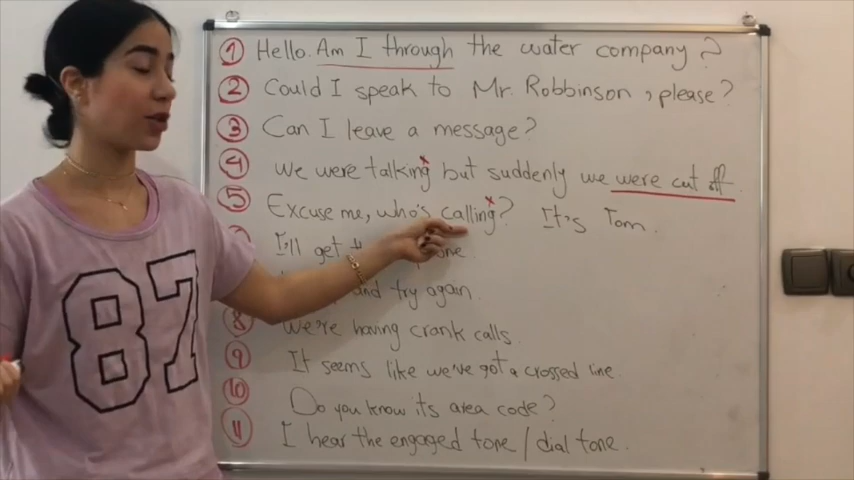 1 Hello. Am I through the water company?
2 Could I speak to Mr. Robbinson, please?
3 Can I leave a message?
4 We were talking but suddenly we were cut off.
5 Excuse me, who's calling? It's Tom.
I'll get
and try again
8 We're having crank calls.
9 It seems like we've got a crossed line
10 Do you know its area code?
11 I hear the engaged tone / dial tone.
87